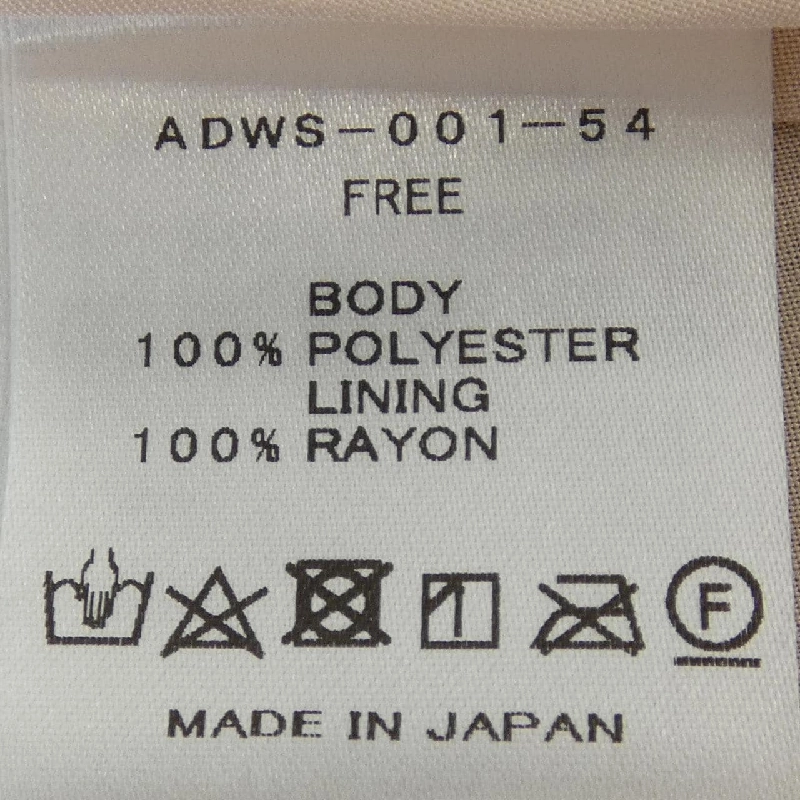 ADWS-001-54
FREE
BODY
100% POLYESTER
LINING
100% RAYON
F
MADE IN JAPAN